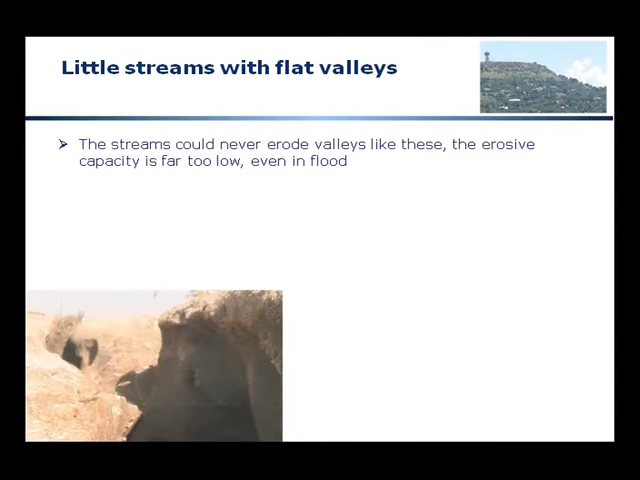 Little streams with flat valleys
The streams could never erode valleys like these, the erosive
capacity is far too low, even in flood